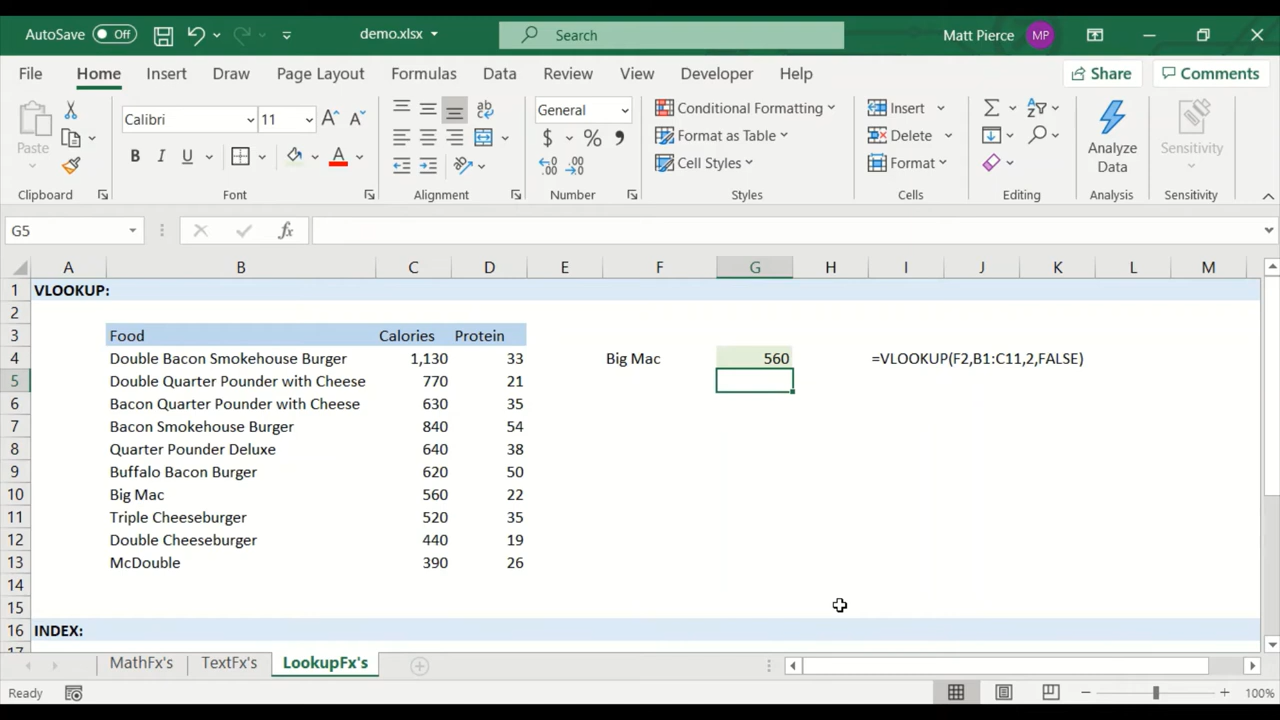 AutoSave Off demo.xlsx Search Matt Pierce MP
File Home Insert Draw Page Layout Formulas Data Review View Developer Help Share Comments
Paste
Calibri 11
B I U A
General
$ % 9
Conditional Formatting
Format as Table
Cell Styles
Insert
Delete
Format
Analyze Data
Sensitivity
Clipboard Font Alignment Number Styles Cells Editing Analysis Sensitivity
G5 fx
A B C D E F G H I J K L M
1 VLOOKUP:
2
3 Food Calories Protein
4 Double Bacon Smokehouse Burger 1,130 33 Big Mac 560 =VLOOKUP(F2,B1:C11,2,FALSE)
5 Double Quarter Pounder with Cheese 770 21
6 Bacon Quarter Pounder with Cheese 630 35
7 Bacon Smokehouse Burger 840 54
8 Quarter Pounder Deluxe 640 38
9 Buffalo Bacon Burger 620 50
10 Big Mac 560 22
11 Triple Cheeseburger 520 35
12 Double Cheeseburger 440 19
13 McDouble 390 26
14
15
16 INDEX:
17
MathFx's TextFx's LookupFx's
Ready 100%